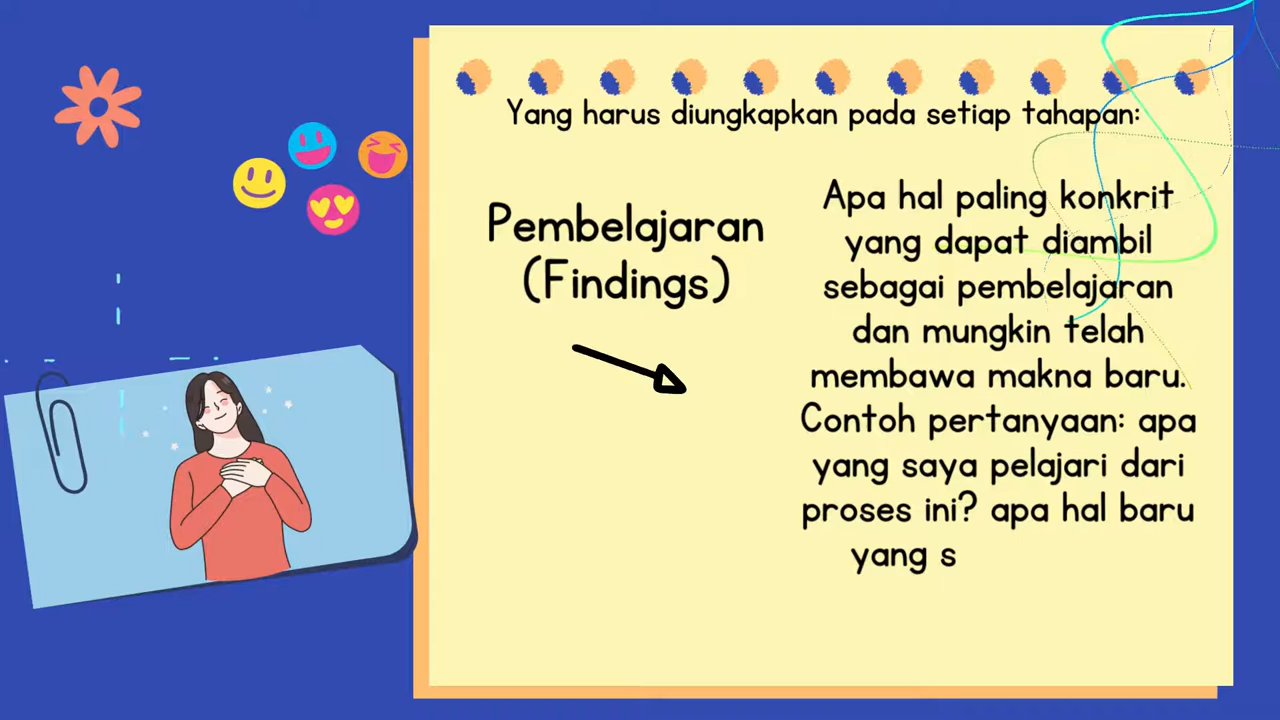 Yang harus diungkapkan pada setiap tahapan:
Pembelajaran
(Findings)
Apa hal paling konkrit
yang dapat diambil
sebagai pembelajaran
dan mungkin telah
membawa makna baru.
Contoh pertanyaan: apa
yang saya pelajari dari
proses ini? apa hal baru
yang s